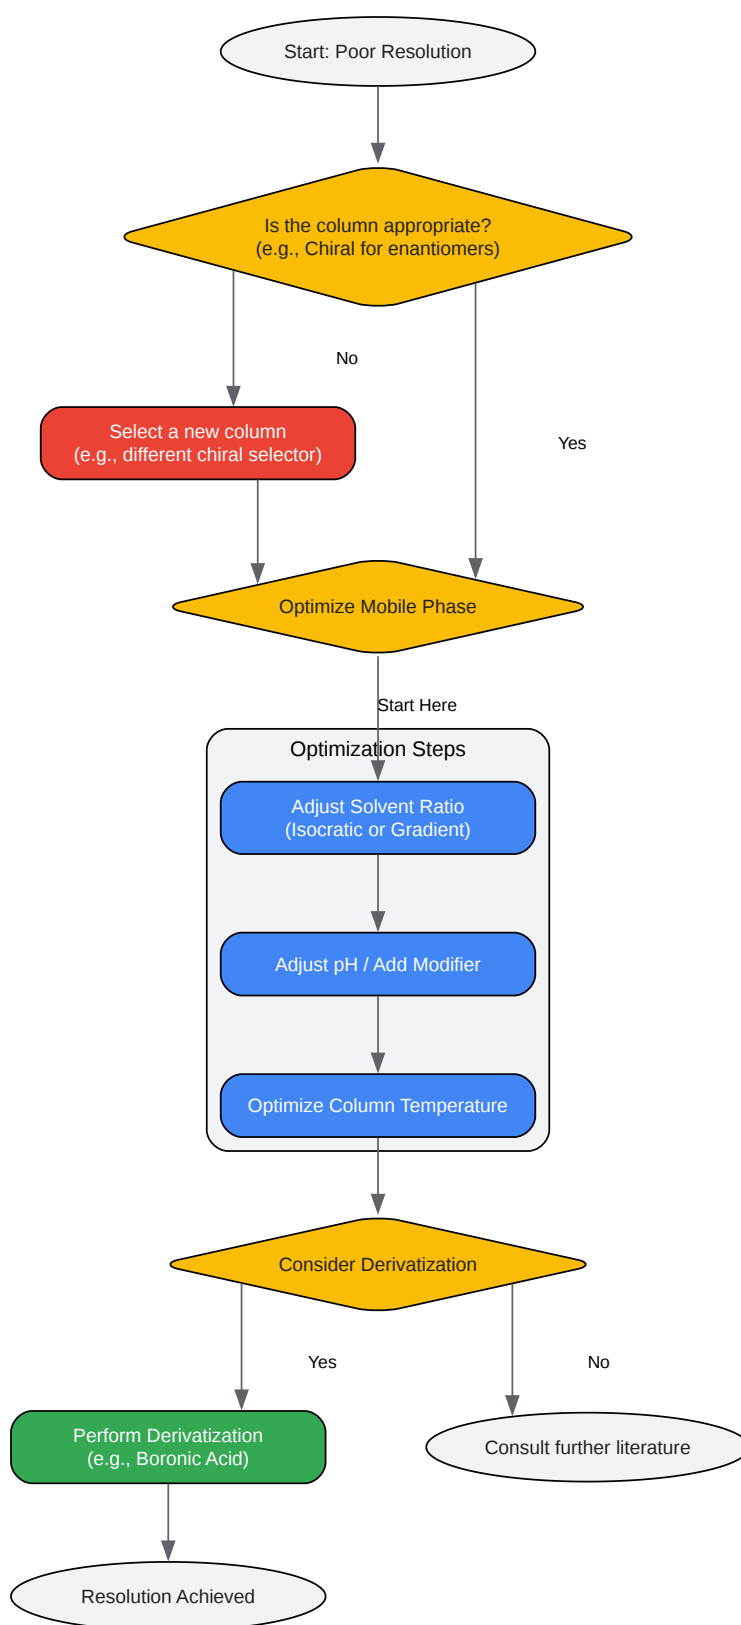 Start: Poor Resolution
Is the column appropriate?
(e.g., Chiral for enantiomers)
No
Select a new column
(e.g., different chiral selector)
Yes
Optimize Mobile Phase
Start Here
Optimization Steps
Adjust Solvent Ratio
(Isocratic or Gradient)
Adjust pH / Add Modifier
Optimize Column Temperature
Consider Derivatization
Yes
No
Perform Derivatization
(e.g., Boronic Acid)
Consult further literature
Resolution Achieved